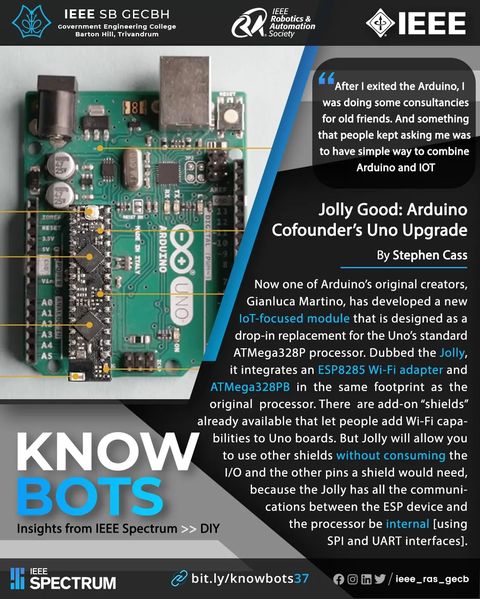 IEEE SB GECBH
Government Engineering College
Barton Hill, Trivandrum
IEEE
Robotics &
Automation
Society
IEEE
“After I exited the Arduino, I
was doing some consultancies
for old friends. And something
that people kept asking me was
to have simple way to combine
Arduino and IOT
Jolly Good: Arduino
Cofounder’s Uno Upgrade
By Stephen Cass
Now one of Arduino’s original creators,
Gianluca Martino, has developed a new
IoT-focused module that is designed as a
drop-in replacement for the Uno’s standard
ATMega328P processor. Dubbed the Jolly,
it integrates an ESP8285 Wi-Fi adapter and
ATMega328PB in the same footprint as the
original processor. There are add-on “shields”
already available that let people add Wi-Fi capa-
bilities to Uno boards. But Jolly will allow you
to use other shields without consuming the
I/O and the other pins a shield would need,
because the Jolly has all the communi-
cations between the ESP device and
the processor be internal [using
SPI and UART interfaces].
RESET
ARDUINO
UNO
MADE IN ITALY
RESET
3.3V
5V
Vin
A0
A1
A2
A3
A4
A5
ON
KNOW
BOTS
Insights from IEEE Spectrum >> DIY
IEEE
SPECTRUM
bit.ly/knowbots37
/ieee_ras_gecb